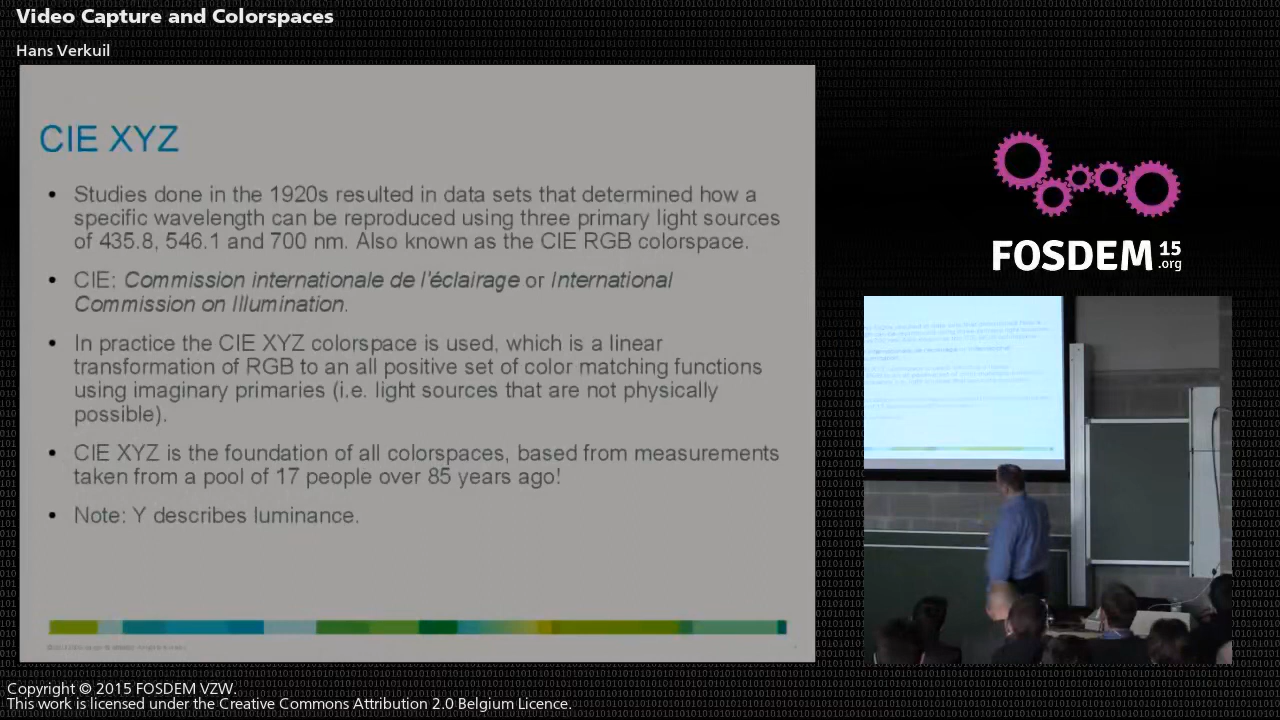 Video Capture and Colorspaces
Hans Verkuil
CIE XYZ
• Studies done in the 1920s resulted in data sets that determined how a
specific wavelength can be reproduced using three primary light sources
of 435.8, 546.1 and 700 nm. Also known as the CIE RGB colorspace.
• CIE: Commission internationale de l'éclairage or International
Commission on Illumination.
• In practice the CIE XYZ colorspace is used, which is a linear
transformation of RGB to an all positive set of color matching functions
using imaginary primaries (i.e. light sources that are not physically
possible).
• CIE XYZ is the foundation of all colorspaces, based from measurements
taken from a pool of 17 people over 85 years ago!
• Note: Y describes luminance.
FOSDEM 15
.org
Copyright © 2015 FOSDEM VZW.
This work is licensed under the Creative Commons Attribution 2.0 Belgium Licence.